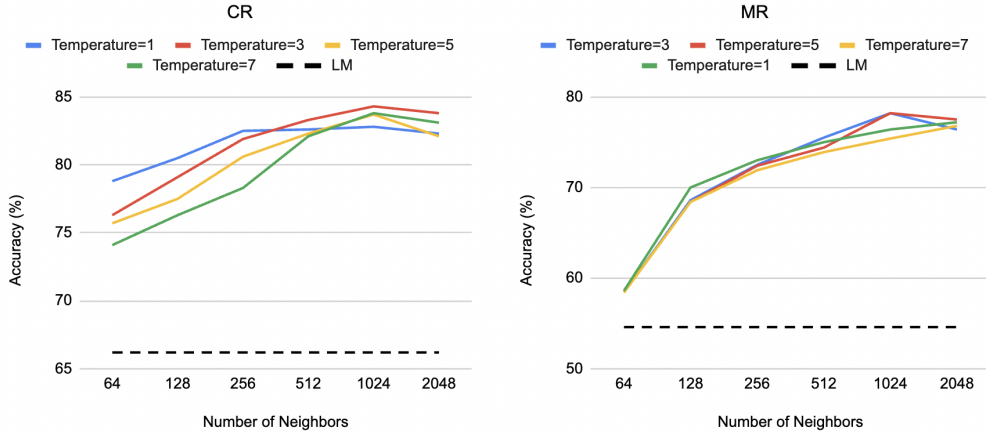 CR
Temperature=1 Temperature=3 Temperature=5
Temperature=7 LM
85
80
75
70
65
Accuracy (%)
64 128 256 512 1024 2048
Number of Neighbors
MR
Temperature=3 Temperature=5 Temperature=7
Temperature=1 LM
80
70
60
50
Accuracy (%)
64 128 256 512 1024 2048
Number of Neighbors